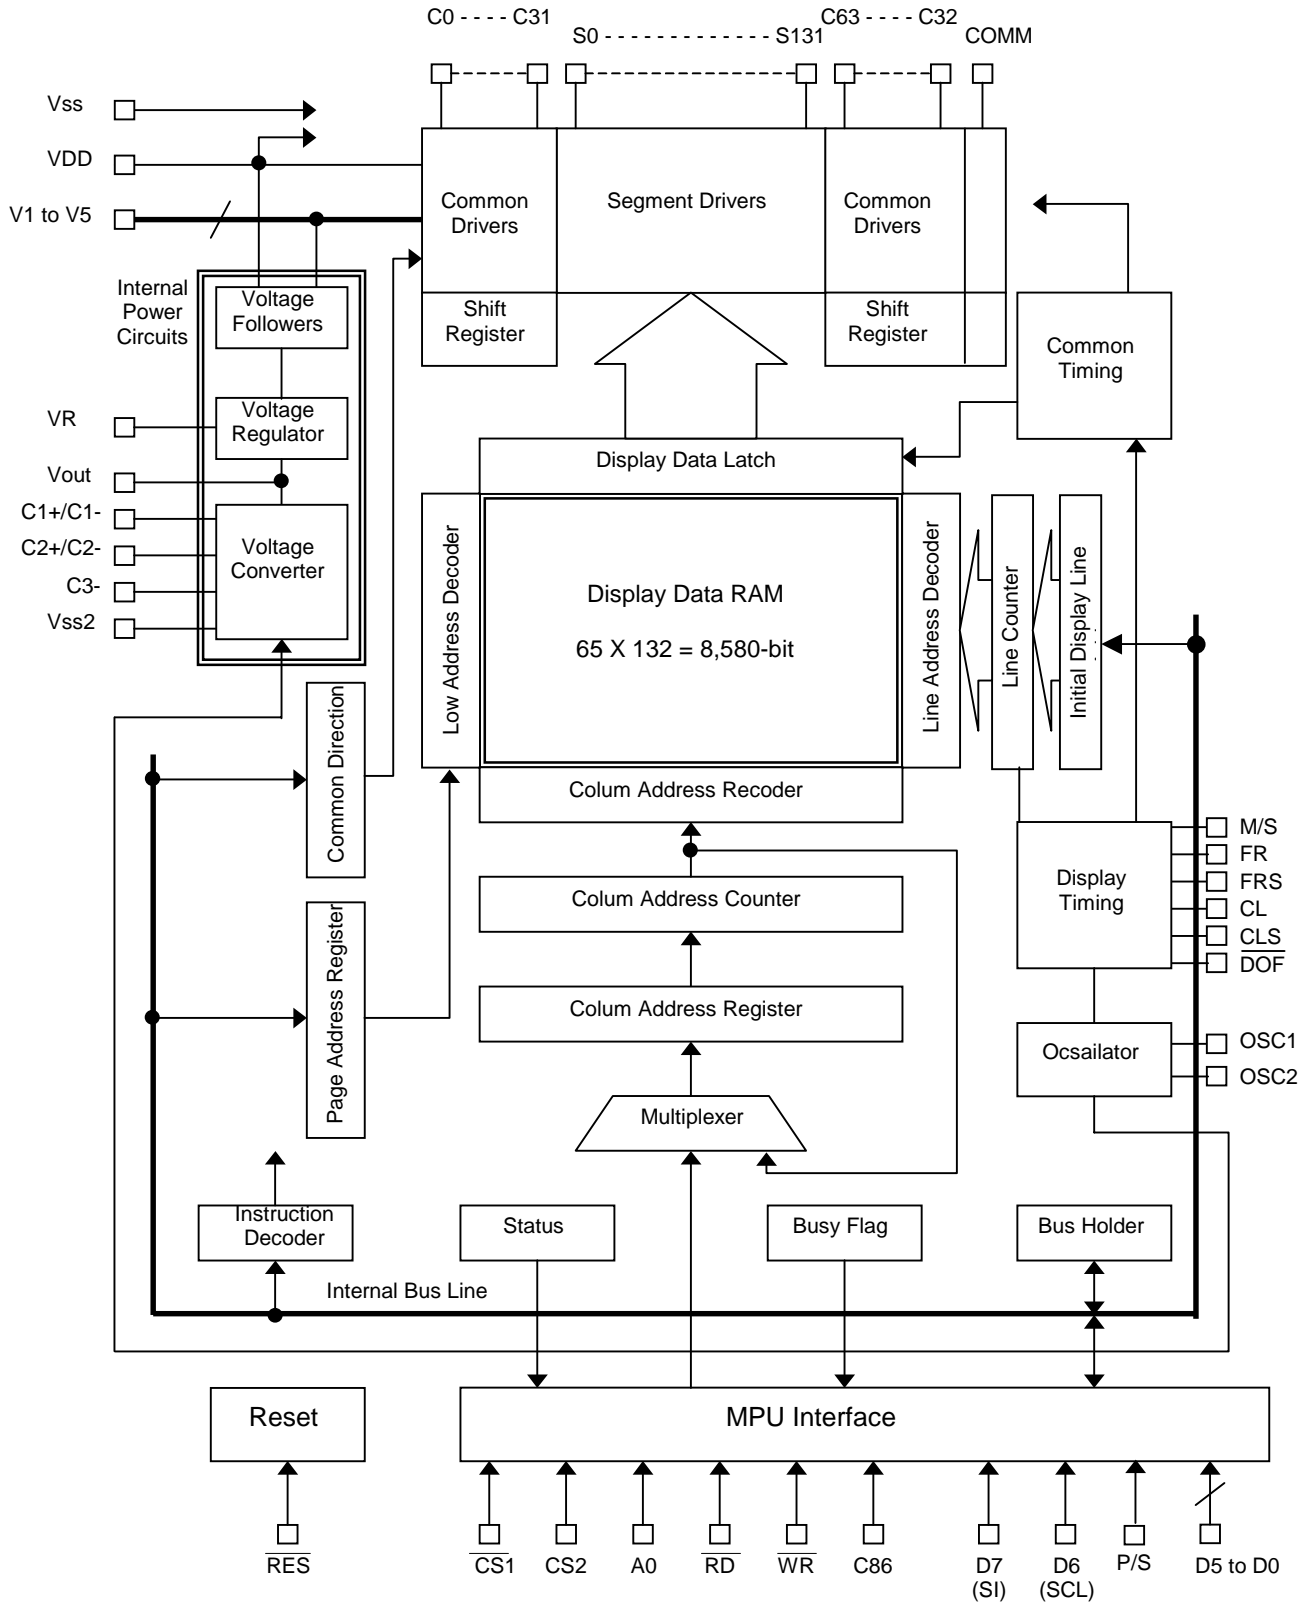 C0 - - - - C31
C63 - - - - C32
S0 - - - - - - - - - - - - S131
COMM
Vss
VDD
V1 to V5
Common
Drivers
Segment Drivers
Common
Drivers
Internal
Power
Circuits
Voltage
Followers
Shift
Register
Shift
Register
Common
Timing
VR
Voltage
Regulator
Vout
Display Data Latch
C1+/C1-
C2+/C2-
C3-
Vss2
Voltage
Converter
Low Address Decoder
Display Data RAM
65 X 132 = 8,580-bit
Line Address Decoder
Line Counter
Initial Display Line
Common Direction
Colum Address Recoder
Colum Address Counter
Display
Timing
M/S
FR
FRS
CL
CLS
DOF
Page Address Register
Colum Address Register
Ocsailator
OSC1
OSC2
Multiplexer
Instruction
Decoder
Status
Busy Flag
Bus Holder
Internal Bus Line
Reset
MPU Interface
RES
CS1
CS2
A0
RD
WR
C86
D7
(SI)
D6
(SCL)
P/S
D5 to D0